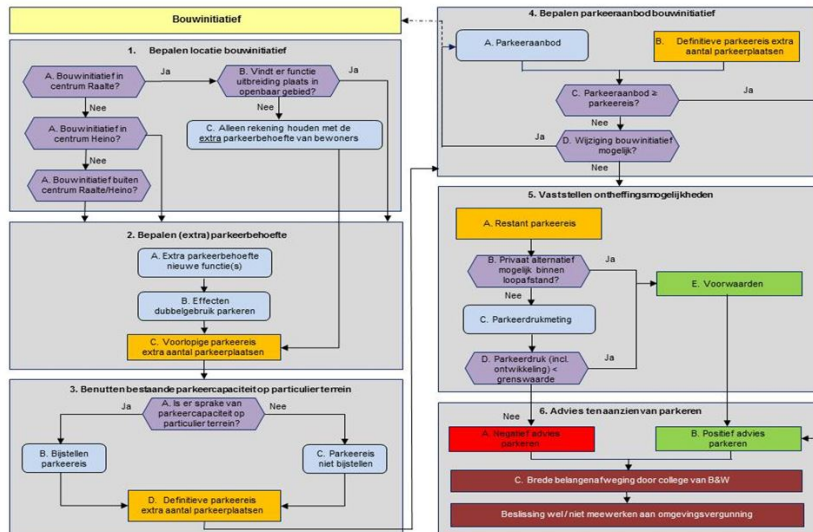 Bouwinitiatief
1. Bepalen locatie bouwinitiatief
A. Bouwinitiatief in
centrum Raalte?
Ja
B. Vindt er functie
uitbreiding plaats in
openbaar gebied?
Ja
Nee
Nee
A. Bouwinitiatief in
centrum Heino?
C. Alleen rekening houden met de
extra parkeerbehoefte van bewoners
Nee
A. Bouwinitiatief buiten
centrum Raalte/Heino?
2. Bepalen (extra) parkeerbehoefte
A. Extra parkeerbehoefte
nieuwe functie(s)
B. Effecten
dubbelgebruik parkeren
C. Voorlopige parkeereis
extra aantal parkeerplaatsen
3. Benutten bestaande parkeercapaciteit op particulier terrein
Ja
A. Is er sprake van
parkeercapaciteit op
particulier terrein?
Nee
B. Bijstellen
parkeereis
C. Parkeereis
niet bijstellen
D. Definitieve parkeereis
extra aantal parkeerplaatsen
4. Bepalen parkeeraanbod bouwinitiatief
A. Parkeeraanbod
B. Definitieve parkeereis extra
aantal parkeerplaatsen
C. Parkeeraanbod ≥
parkeereis?
Ja
Nee
Ja
D. Wijziging bouwinitiatief
mogelijk?
Nee
5. Vaststellen ontheffingsmogelijkheden
A. Restant parkeereis
B. Privaat alternatief
mogelijk binnen
loopafstand?
Ja
Nee
E. Voorwaarden
C. Parkeerdrukmeting
D. Parkeerdruk (incl.
ontwikkeling) <
grenswaarde
Ja
Nee
6. Advies ten aanzien van parkeren
A. Negatief advies
parkeren
B. Positief advies
parkeren
C. Brede belangenafweging door college van B&W
Beslissing wel / niet meewerken aan omgevingsvergunning